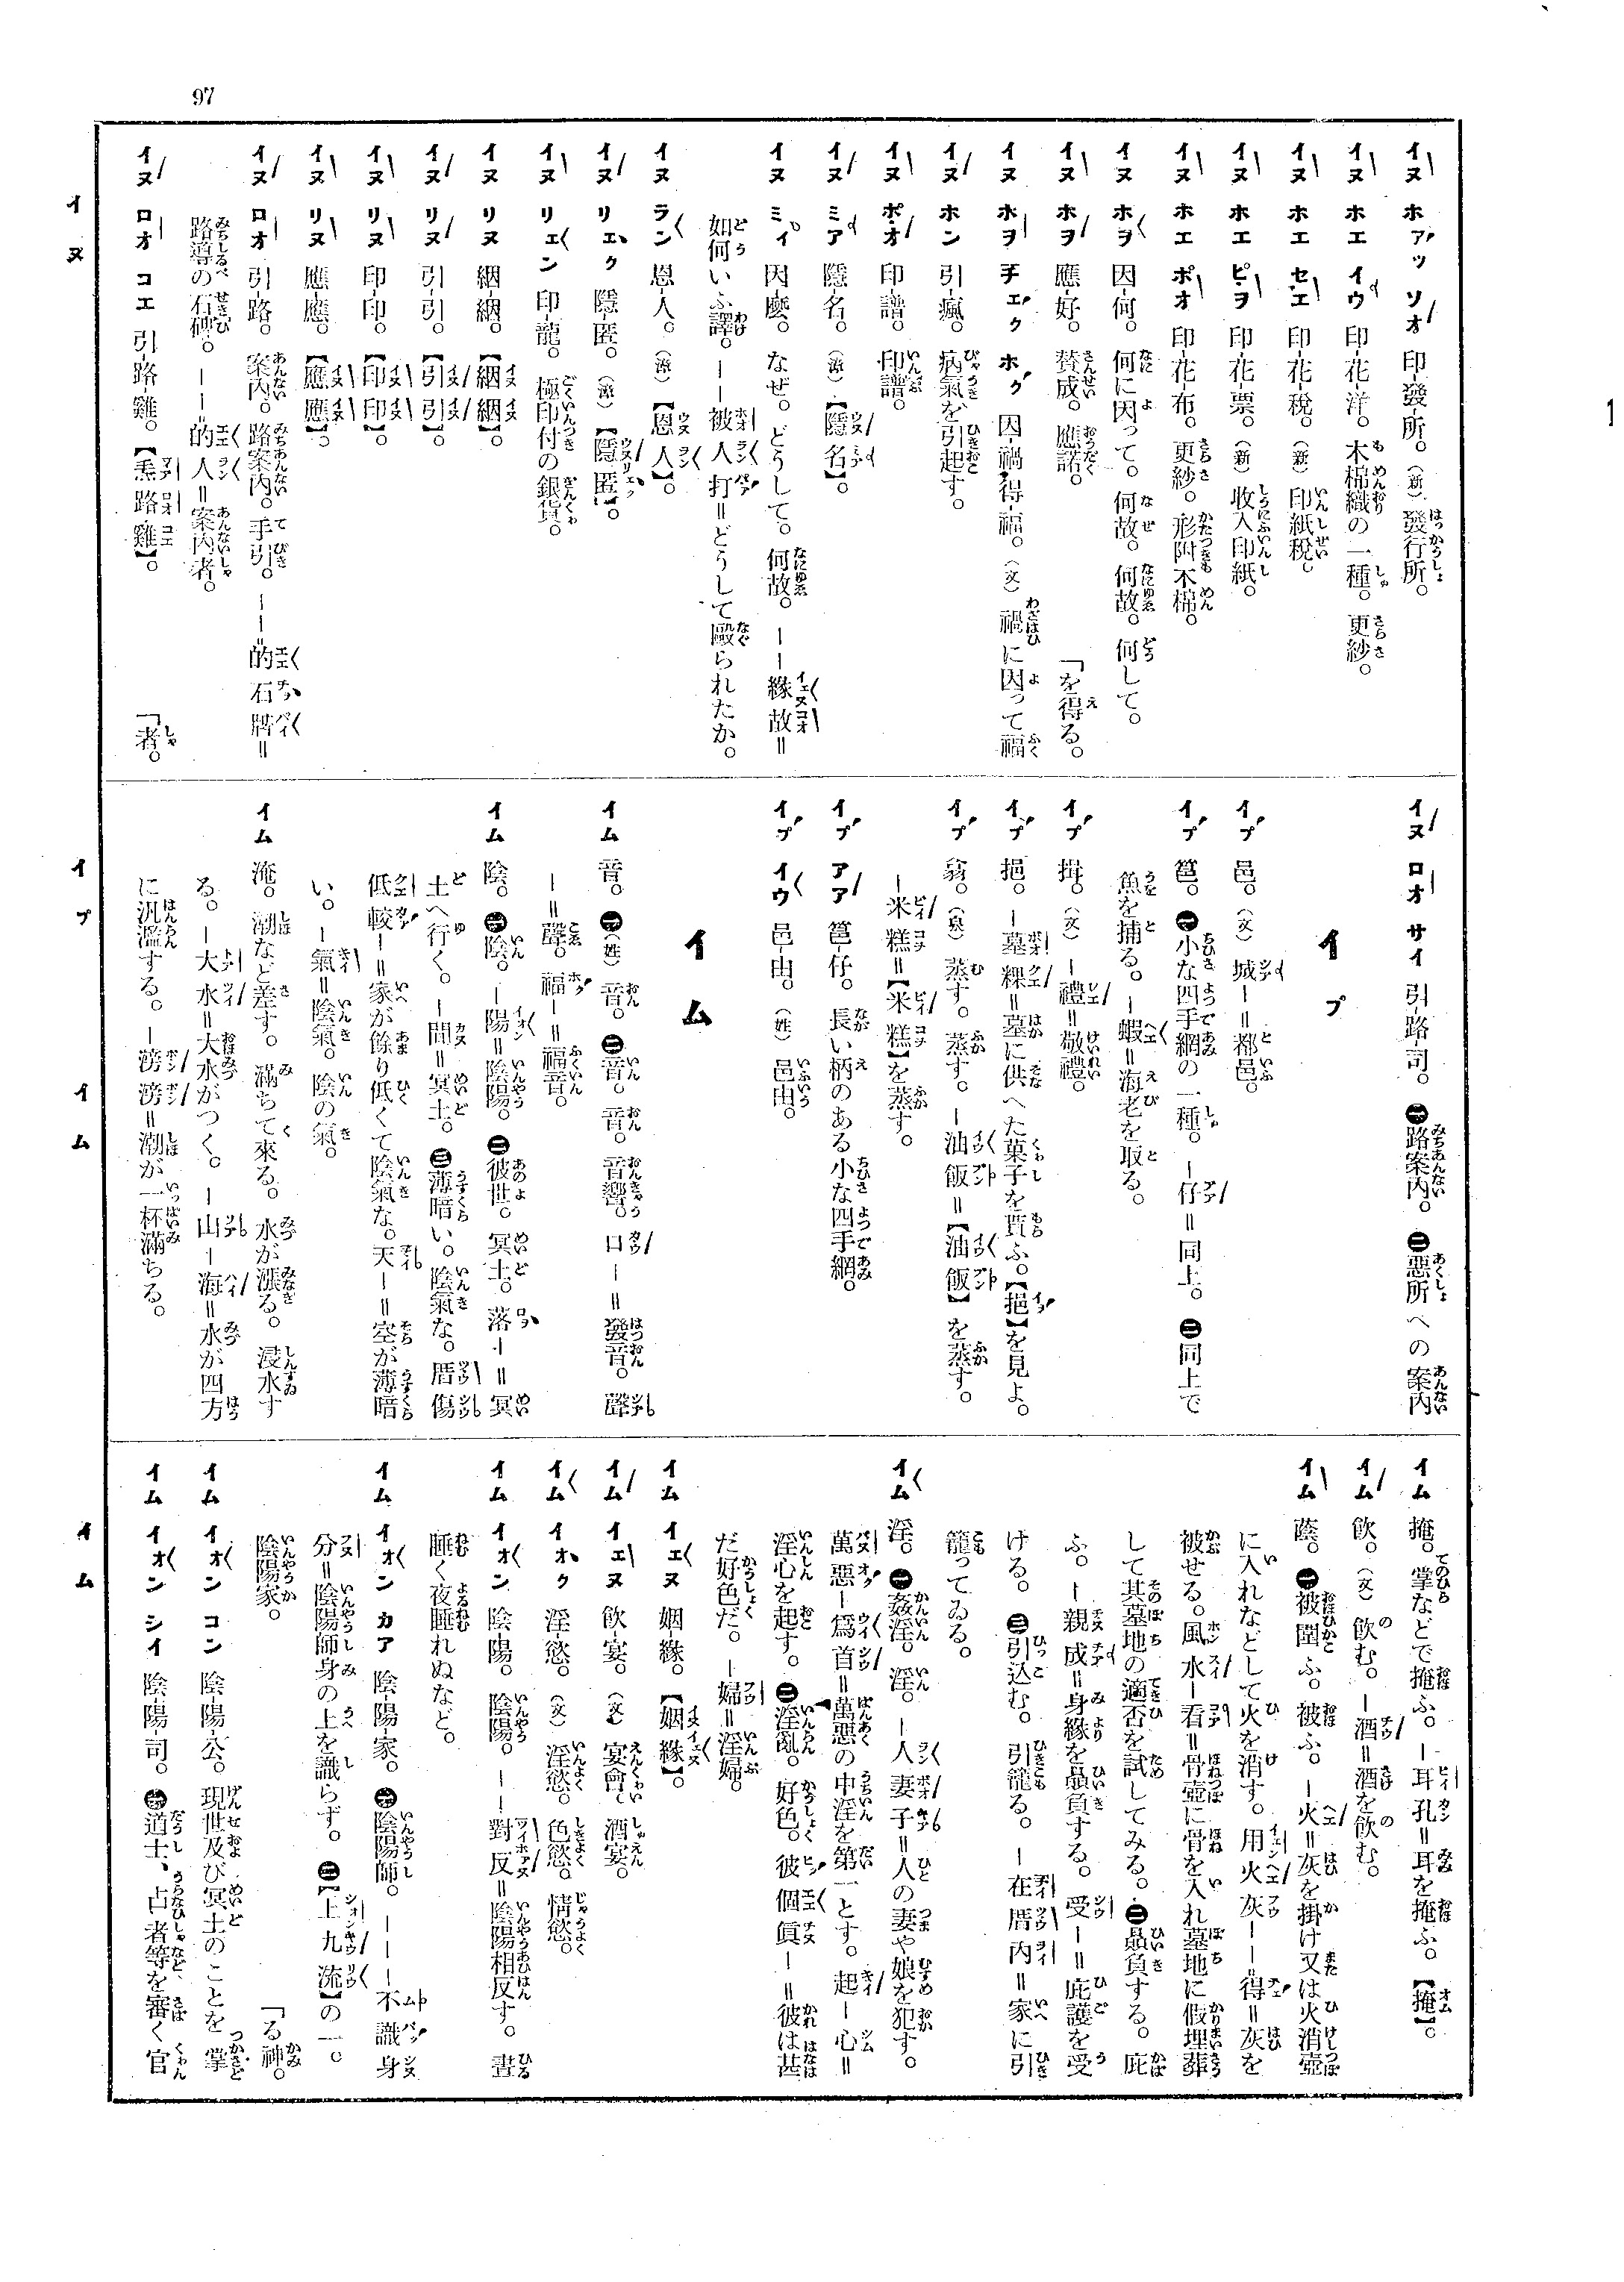 97
イヌ ホアッ ソオ 印-發-所。(新) 發行所。
イヌ ホエ イウ 印-花-洋。木棉織の一種。更紗。
イヌ ホエ セエ 印-花-稅。(新) 印紙稅。
イヌ ホエ ピヲ 印-花-票。(新) 收入印紙。
イヌ ホエ ポオ 印-花-布。更紗。形附木棉。
イヌ ホヲ 因-何。何に因って。何故。何故。何して。
イヌ ホヲ 應-好。贊成。應諾。 「を得る。
イヌ ホヲ チェク ホク 因-禍-得-福。(文) 禍に因って福
イヌ ホン 引-瘋。病氣を引起す。
イヌ ポオ 印-譜。印譜。
イヌ ミア 隱-名。(漳)【隱名】。
イヌ ミイ 因-麼。なぜ。どうして。何故。——緣故=
如何いふ譯。——被人打=どうして毆られたか。
イヌ ラン 恩-人。(漳)【恩人】。
イヌ リェク 隱-匿。(漳)【隱匿】。
イヌ リェン 印-龍。極印付の銀貨。
イヌ リヌ 絪-絪。【絪絪】。
イヌ リヌ 引-引。【引引】。
イヌ リヌ 印-印。【印印】。
イヌ リヌ 應-應。【應應】。
イヌ ロオ 引-路。案內。路案內。手引。——的石牌=
路導の石碑。——的人=案內者。
イヌ ロオ コエ 引-路-雞。【𤆬路雞】。 「者。
イヌ ロオ サイ 引-路-司。㊀路案內。㊁惡所への案內
イプ
イプ 邑。(文) 城—=都邑。
イプ 罾。㊀小な四手網の一種。—仔=同上。㊁同上で
魚を捕る。—蝦=海老を取る。
イプ 揖。(文) —禮=敬禮。
イプ 挹。—墓粿=墓に供へた菓子を貰ふ。【挹】を見よ。
イプ 翕。(泉) 蒸す。蒸す。—油飯=【油飯】を蒸す。
—米糕=【米糕】を蒸す。
イプ アア 罾-仔。長い柄のある小な四手網。
イプ イウ 邑-由。(姓) 邑由。
イム
イム 音。㊀(姓) 音。㊁音。音。音響。口—=發音。聲
—=聲。福—=福音。
イム 陰。㊀陰。—陽=陰陽。㊁彼世。冥土。落—=冥
土へ行く。—間=冥土。㊂薄暗い。陰氣な。厝傷
低較—=家が餘り低くて陰氣な。天—=空が薄暗
い。—氣=陰氣。陰の氣。
イム 淹。潮など差す。滿ちて來る。水が漲る。浸水す
る。—大水=大水がつく。—山—海=水が四方
に汎濫する。—滂滂=潮が一杯滿ちる。
イム 掩。掌などで掩ふ。—耳孔=耳を掩ふ。【掩】。
イム 飮。(文) 飮む。—酒=酒を飮む。
イム 蔭。㊀被圍ふ。被ふ。—火=灰を掛け又は火消壺
に入れなどして火を消す。用火灰——得=灰を
被せる。風水—看=骨壺に骨を入れ墓地に假埋葬
して其墓地の適否を試してみる。㊁贔負する。庇
ふ。—親成=身緣を贔負する。受—=庇護を受
ける。㊂引込む。引籠る。—在厝內=家に引
籠ってゐる。
イム 淫。㊀姦淫。淫。—人妻子=人の妻や娘を犯す。
萬惡—爲首=萬惡の中淫を第一とす。起—心=
淫心を起す。㊁淫亂。好色。彼個眞—=彼は甚
だ好色だ。—婦=淫婦。
イム イェヌ 姻-緣。【姻緣】。
イム イェヌ 飮-宴。(文) 宴會。酒宴。
イム イオク 淫-慾。(文) 淫慾。色慾。情慾。
イム イオン 陰-陽。陰陽。——對反=陰陽相反す。晝
睡く夜睡れぬなど。
イム イオン カア 陰-陽-家。㊀陰陽師。———不識身
分=陰陽師身の上を識らず。㊁【上九流】の一。
陰陽家。 「る神。
イム イオン コン 陰-陽-公。現世及び冥土のことを掌
イム イオン シイ 陰-陽-司。㊀道士、占者等を審く官
イヌ
イプ
イム
イム